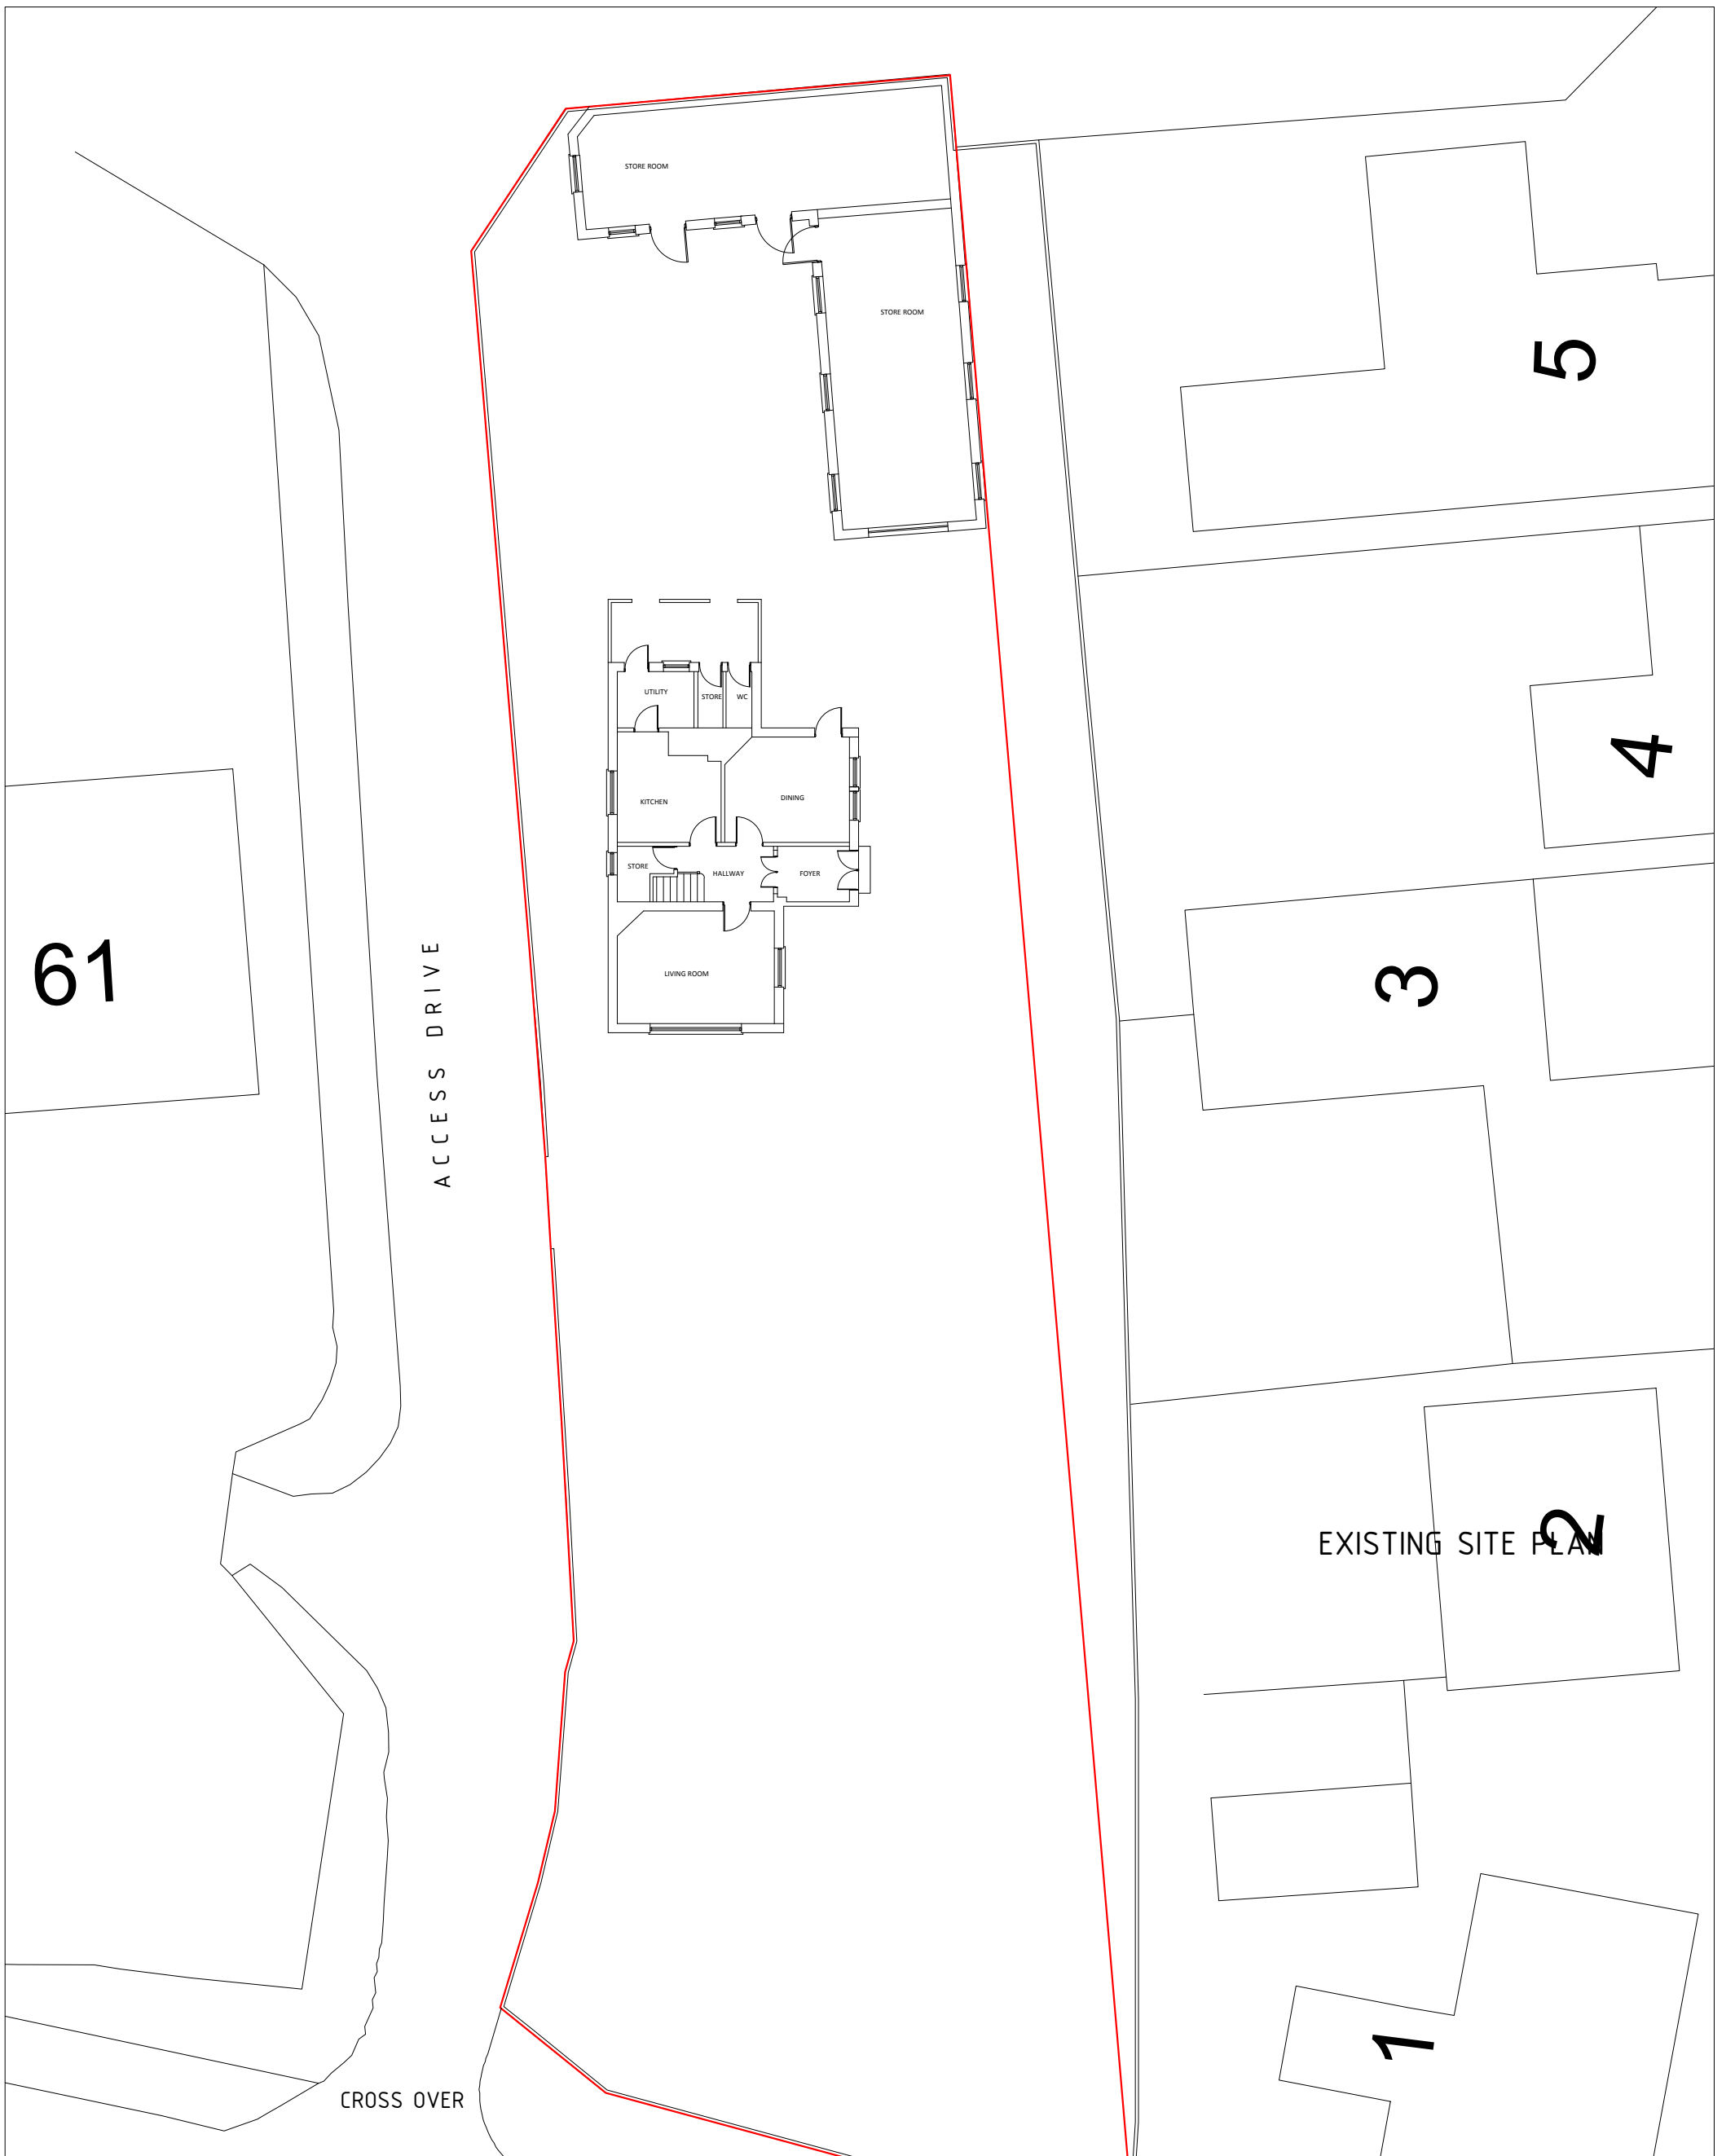 STORE ROOM
STORE ROOM
5
UTILITY
STORE
WC
4
KITCHEN
DINING
STORE
HALLWAY
FOYER
61
LIVING ROOM
3
ACCESS DRIVE
EXISTING SITE PLAN
2
1
CROSS OVER